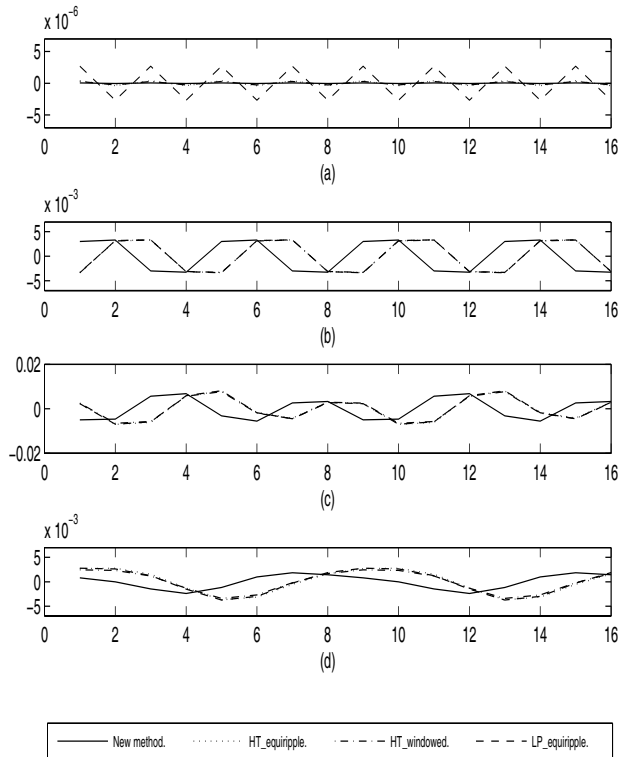 x 10⁻⁶
5
0
−5
0 2 4 6 8 10 12 14 16
(a)
x 10⁻³
5
0
−5
0 2 4 6 8 10 12 14 16
(b)
0.02
0
−0.02
0 2 4 6 8 10 12 14 16
(c)
x 10⁻³
5
0
−5
0 2 4 6 8 10 12 14 16
(d)
New method. HT_equiripple. HT_windowed. LP_equiripple.